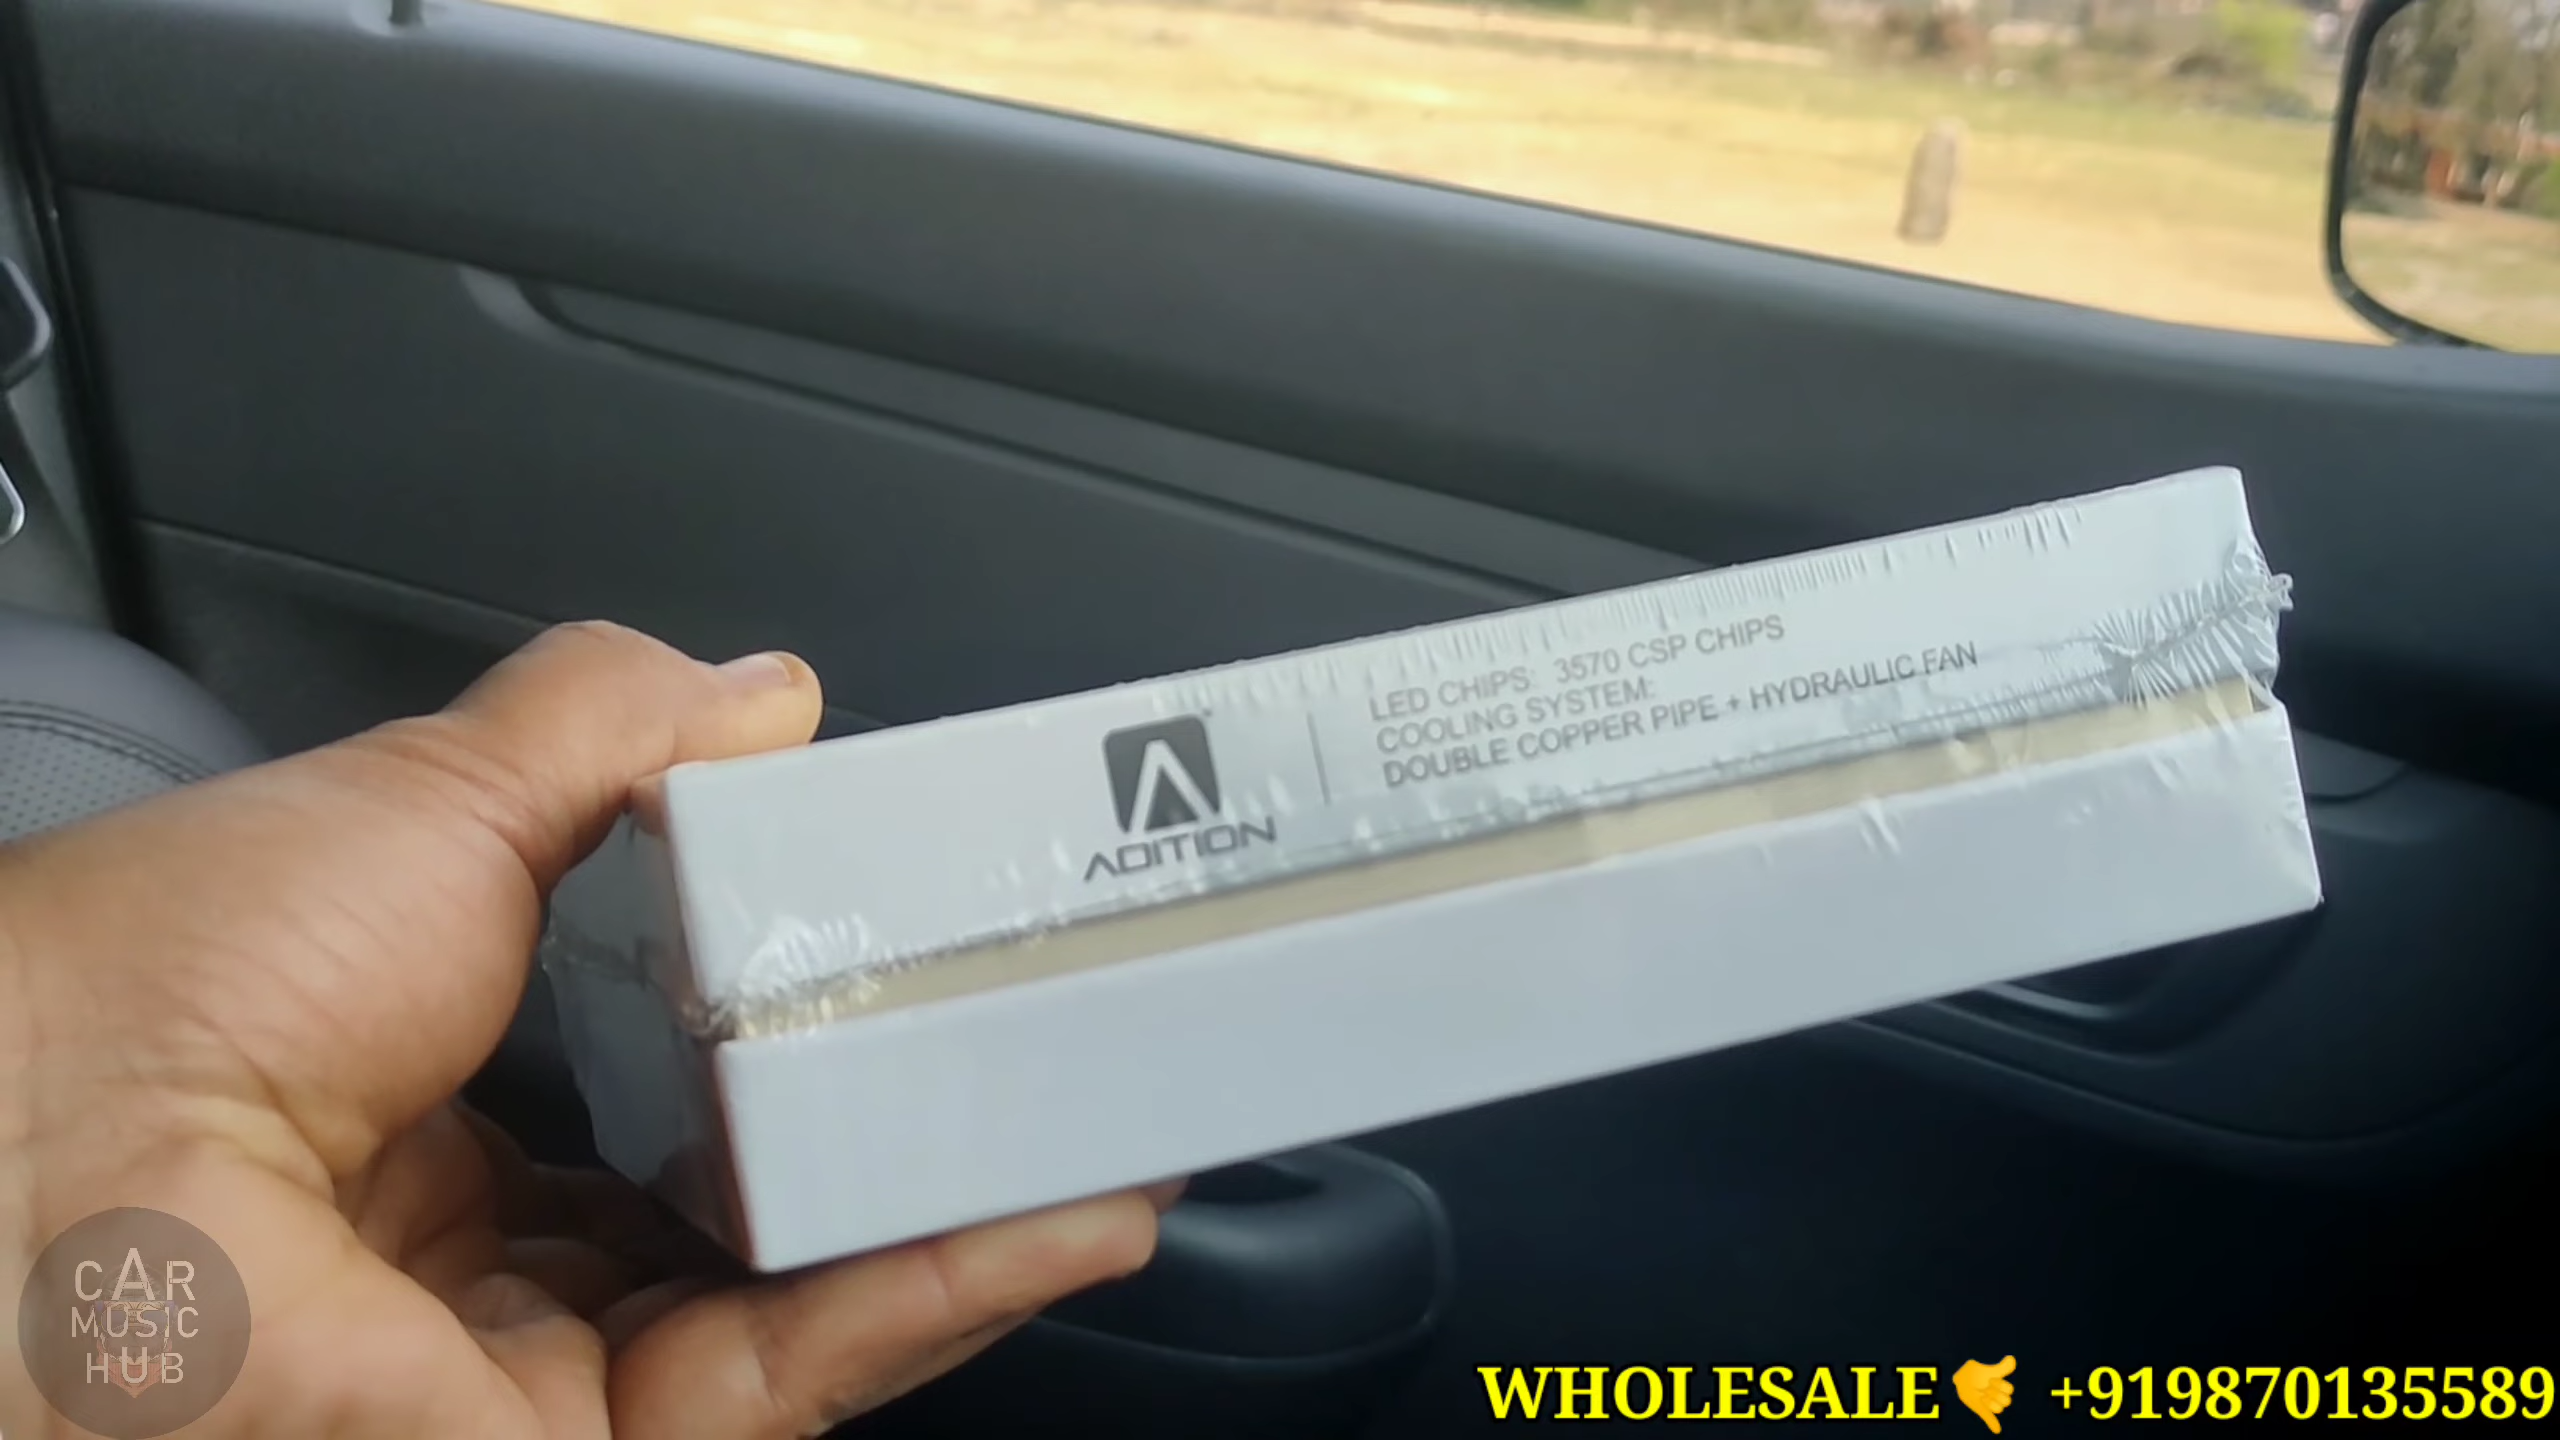 ADITION
LED CHIPS: 3570 CSP CHIPS
COOLING SYSTEM:
DOUBLE COPPER PIPE + HYDRAULIC FAN
CAR
MUSIC
HUB
WHOLESALE🤙 +919870135589